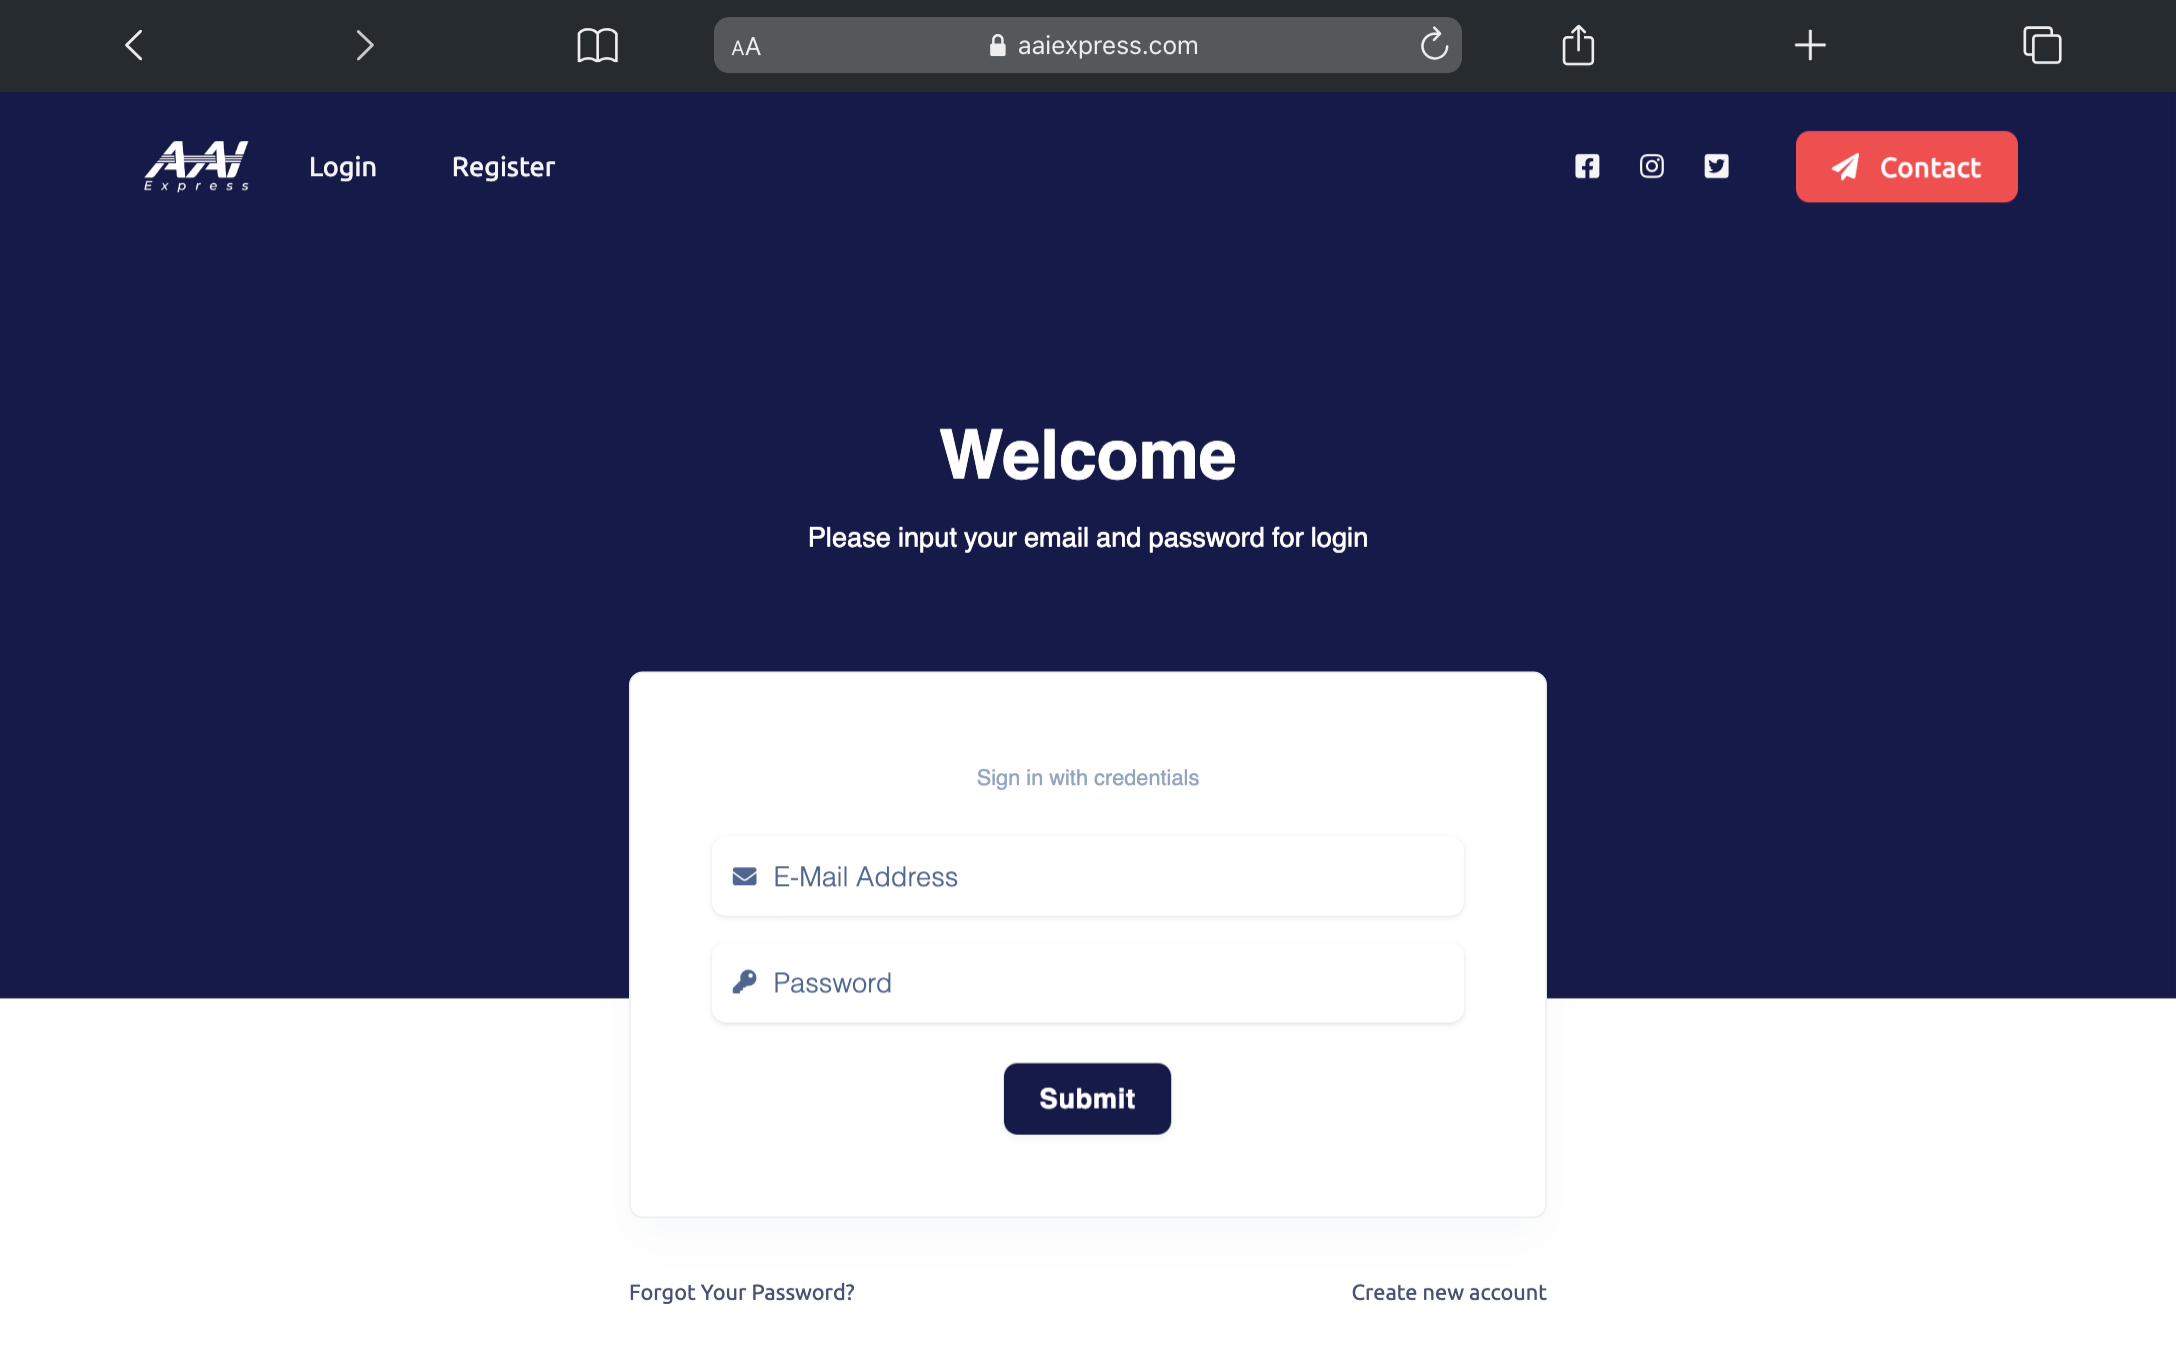 AA
aaiexpress.com
AAI
Express
Login
Register
Contact
Welcome
Please input your email and password for login
Sign in with credentials
E-Mail Address
Password
Submit
Forgot Your Password?
Create new account